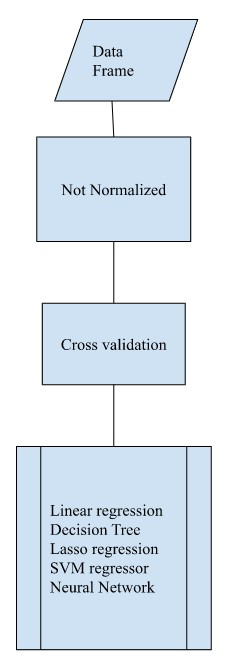 Data
Frame
Not Normalized
Cross validation
Linear regression
Decision Tree
Lasso regression
SVM regressor
Neural Network